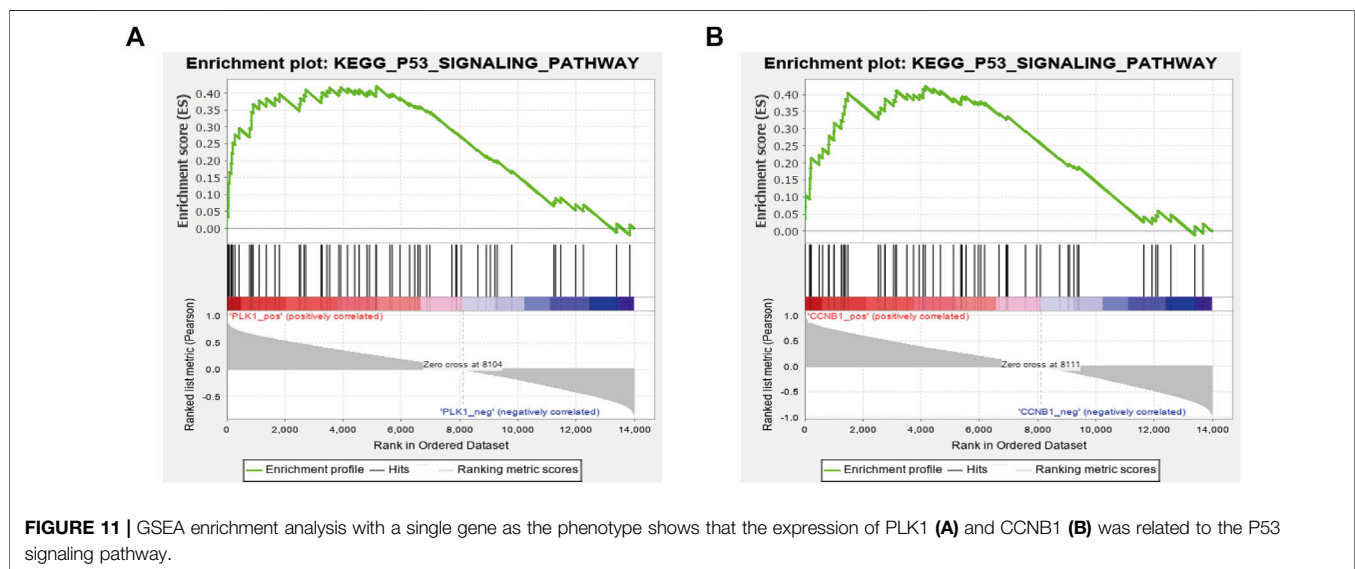 A
Enrichment plot: KEGG_P53_SIGNALING_PATHWAY
Enrichment score (ES)
0.40
0.35
0.30
0.25
0.20
0.15
0.10
0.05
0.00
Ranked list metric (Pearson)
1.0
0.5
0.0
-0.5
'PLK1_pos' (positively correlated)
Zero cross at 8104
'PLK1_neg' (negatively correlated)
0 2,000 4,000 6,000 8,000 10,000 12,000 14,000
Rank in Ordered Dataset
Enrichment profile Hits Ranking metric scores
B
Enrichment plot: KEGG_P53_SIGNALING_PATHWAY
Enrichment score (ES)
0.40
0.35
0.30
0.25
0.20
0.15
0.10
0.05
0.00
Ranked list metric (Pearson)
1.0
0.5
0.0
-0.5
-1.0
'CCNB1_pos' (positively correlated)
Zero cross at 8111
'CCNB1_neg' (negatively correlated)
0 2,000 4,000 6,000 8,000 10,000 12,000 14,000
Rank in Ordered Dataset
Enrichment profile Hits Ranking metric scores
FIGURE 11 | GSEA enrichment analysis with a single gene as the phenotype shows that the expression of PLK1 (A) and CCNB1 (B) was related to the P53
signaling pathway.